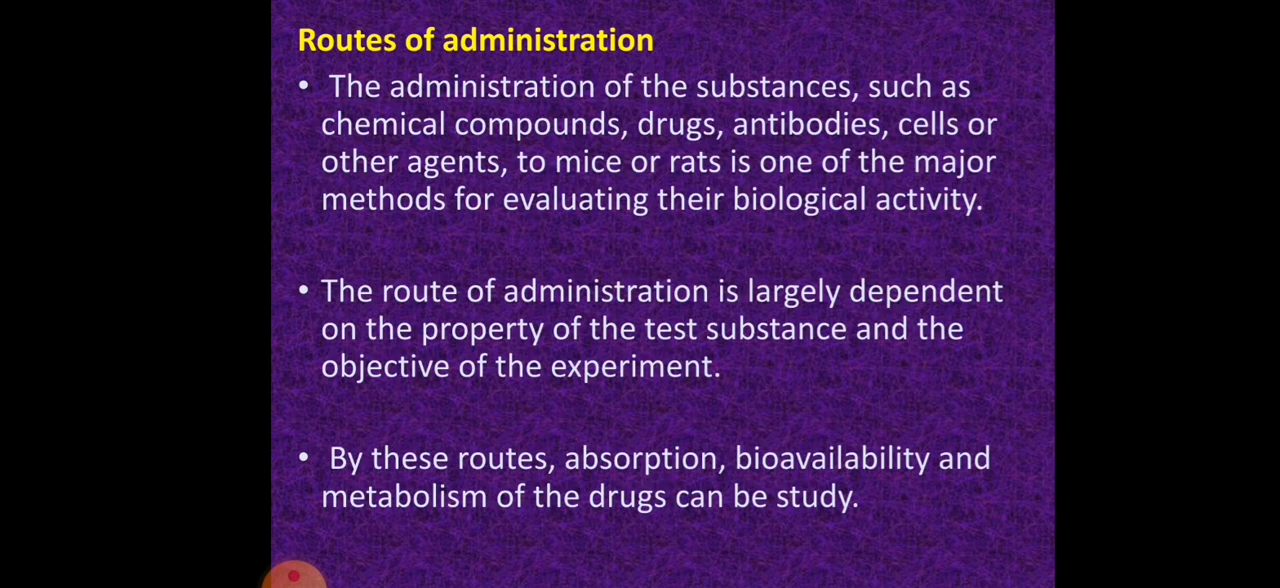 Routes of administration
• The administration of the substances, such as
chemical compounds, drugs, antibodies, cells or
other agents, to mice or rats is one of the major
methods for evaluating their biological activity.
• The route of administration is largely dependent
on the property of the test substance and the
objective of the experiment.
• By these routes, absorption, bioavailability and
metabolism of the drugs can be study.